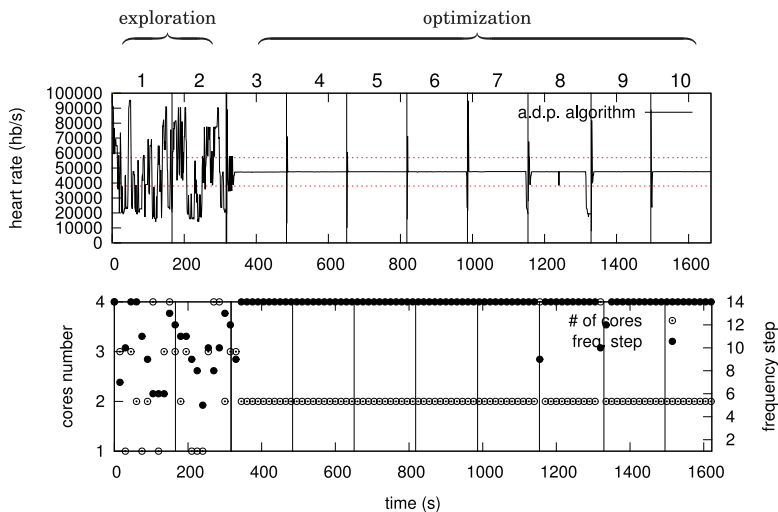 exploration optimization
1 2 3 4 5 6 7 8 9 10
100000
90000
80000
70000
60000
50000
40000
30000
20000
10000
0
heart rate (hb/s)
a.d.p. algorithm
0 200 400 600 800 1000 1200 1400 1600
4
3
2
1
cores number
# of cores
freq. step
14
12
10
8
6
4
2
frequency step
0 200 400 600 800 1000 1200 1400 1600
time (s)